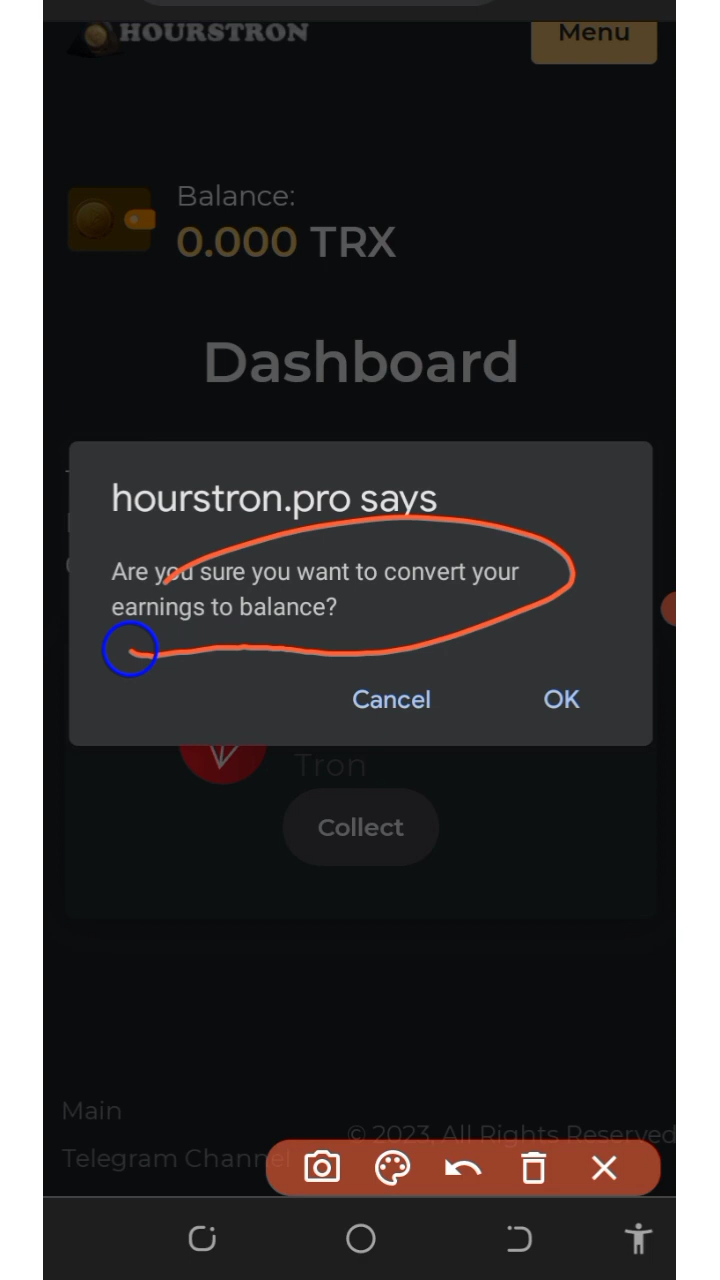 HOURSTRON
Menu
Balance:
0.000 TRX
Dashboard
hourstron.pro says
Are you sure you want to convert your
earnings to balance?
Cancel
OK
Tron
Collect
Main
© 2023, All Rights Reserved
Telegram Channel